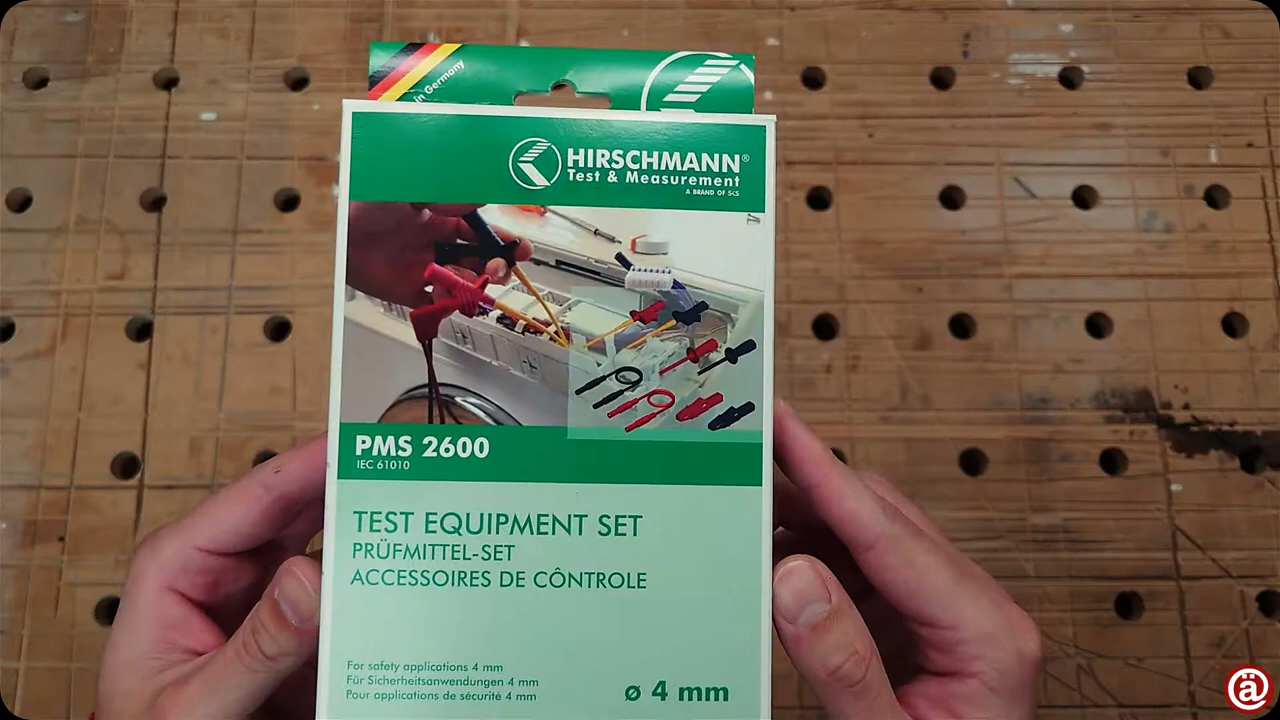 in Germany
HIRSCHMANN®
Test & Measurement
A BRAND OF SCS
PMS 2600
IEC 61010
TEST EQUIPMENT SET
PRÜFMITTEL-SET
ACCESSOIRES DE CÔNTROLE
For safety applications 4 mm
Für Sicherheitsanwendungen 4 mm
Pour applications de sécurité 4 mm
ø 4 mm
ä